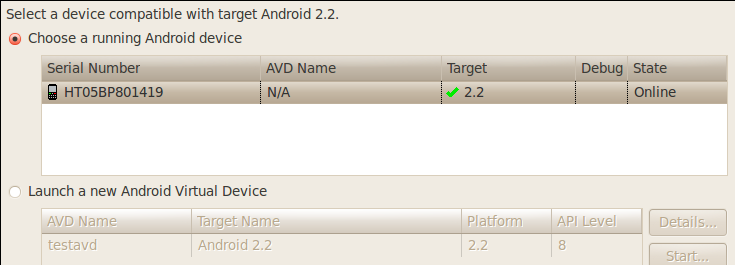 Select a device compatible with target Android 2.2.
Choose a running Android device
Serial Number AVD Name Target Debug State
HT05BP801419 N/A 2.2 Online
Launch a new Android Virtual Device
AVD Name Target Name Platform API Level Details...
testavd Android 2.2 2.2 8 Start...